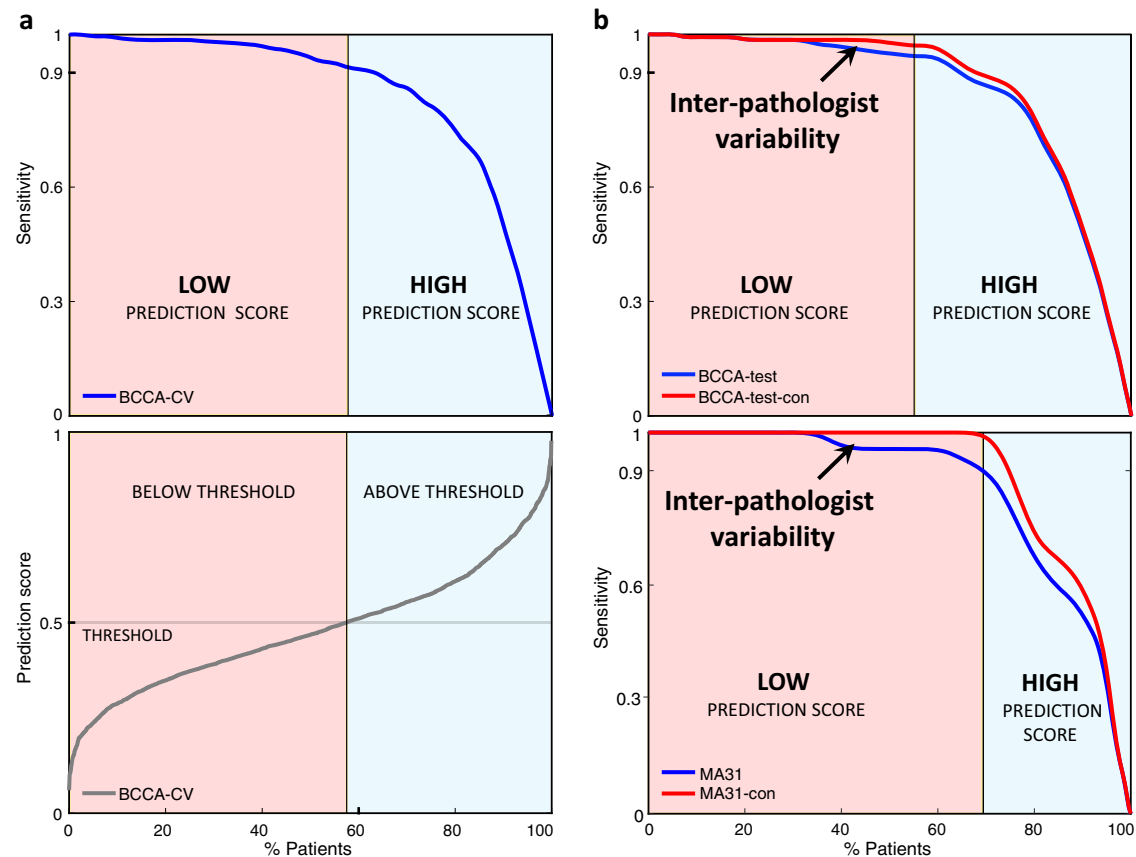 a
1
0.9
0.6
0.3
0
Sensitivity
LOW
PREDICTION SCORE
HIGH
PREDICTION SCORE
BCCA-CV
1
0.5
0
Prediction score
BELOW THRESHOLD
ABOVE THRESHOLD
THRESHOLD
BCCA-CV
0 20 40 60 80 100
% Patients
b
1
0.9
0.6
0.3
0
Sensitivity
Inter-pathologist
variability
LOW
PREDICTION SCORE
HIGH
PREDICTION SCORE
BCCA-test
BCCA-test-con
1
0.9
0.6
0.3
0
Sensitivity
Inter-pathologist
variability
LOW
PREDICTION SCORE
HIGH
PREDICTION
SCORE
MA31
MA31-con
0 20 40 60 80 100
% Patients